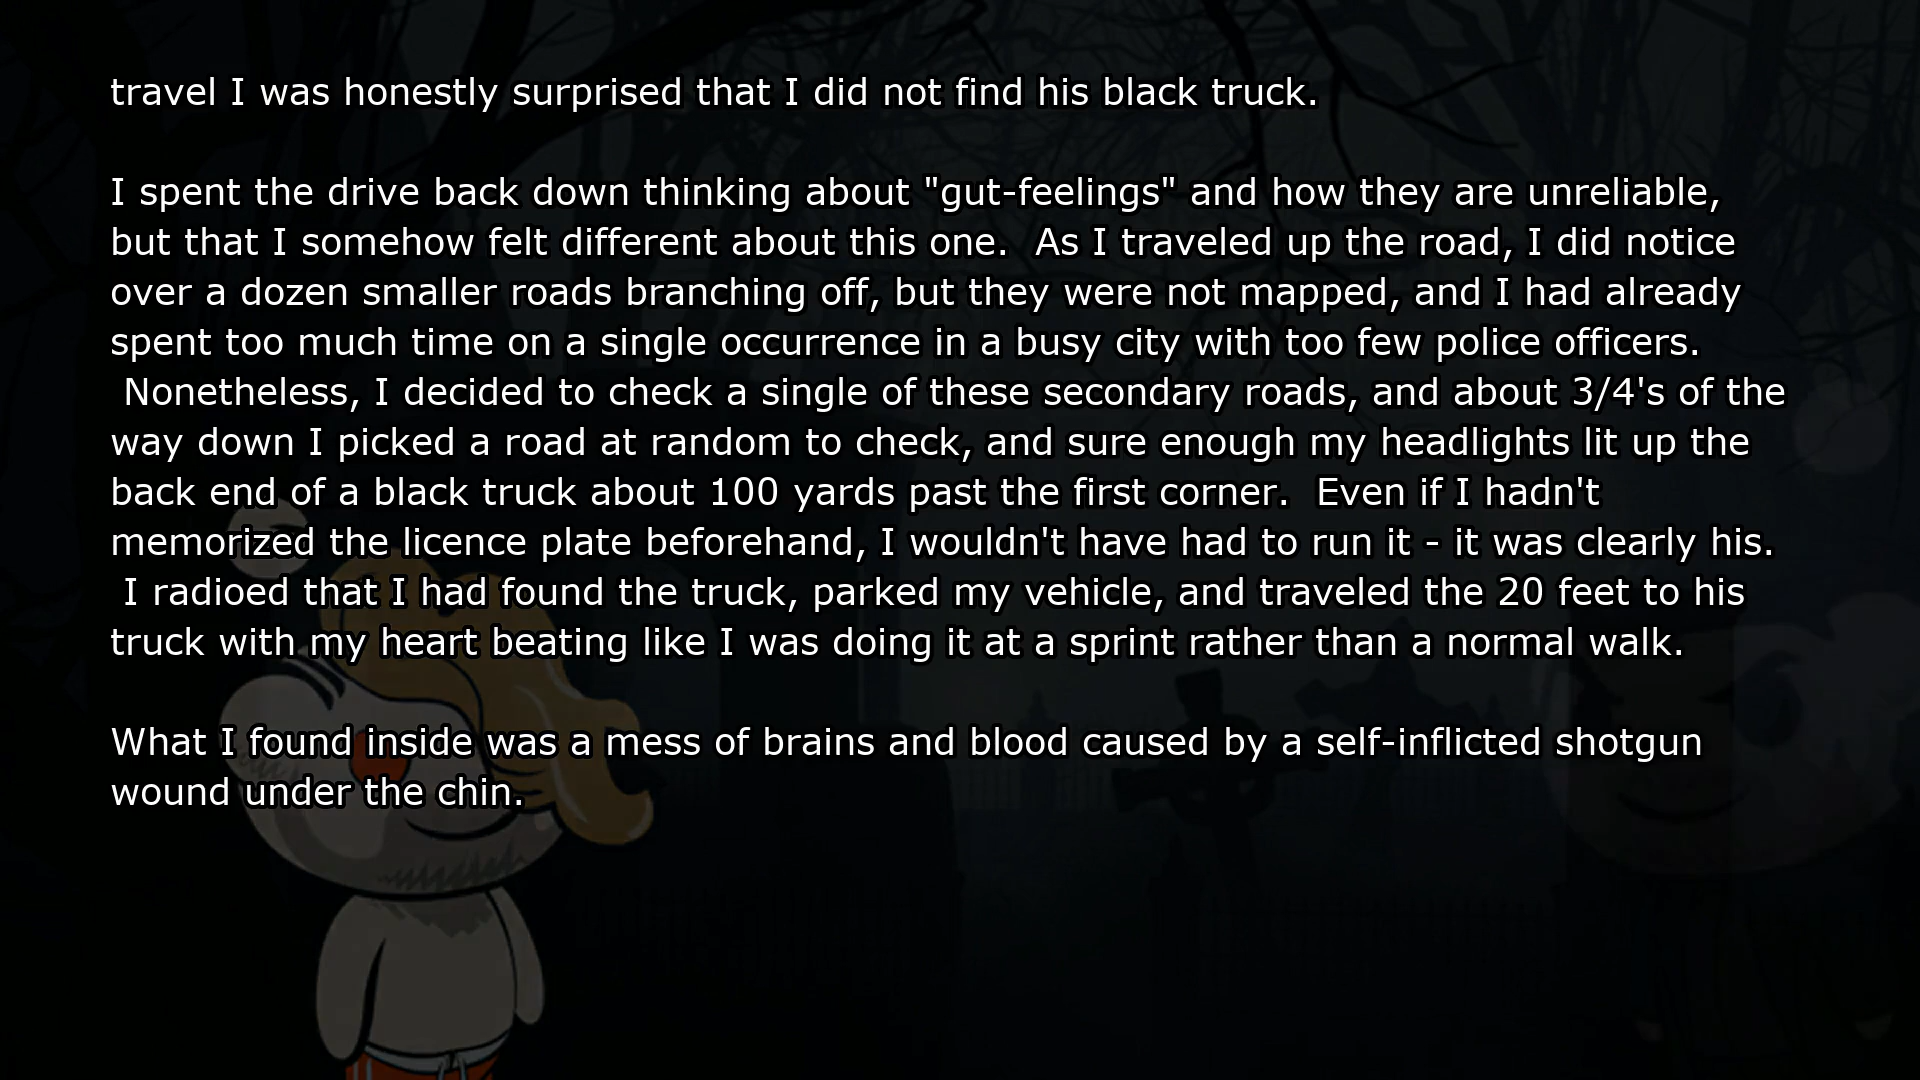 travel I was honestly surprised that I did not find his black truck.
I spent the drive back down thinking about "gut-feelings" and how they are unreliable,
but that I somehow felt different about this one.  As I traveled up the road, I did notice
over a dozen smaller roads branching off, but they were not mapped, and I had already
spent too much time on a single occurrence in a busy city with too few police officers.
Nonetheless, I decided to check a single of these secondary roads, and about 3/4's of the
way down I picked a road at random to check, and sure enough my headlights lit up the
back end of a black truck about 100 yards past the first corner.  Even if I hadn't
memorized the licence plate beforehand, I wouldn't have had to run it - it was clearly his.
I radioed that I had found the truck, parked my vehicle, and traveled the 20 feet to his
truck with my heart beating like I was doing it at a sprint rather than a normal walk.
What I found inside was a mess of brains and blood caused by a self-inflicted shotgun
wound under the chin.